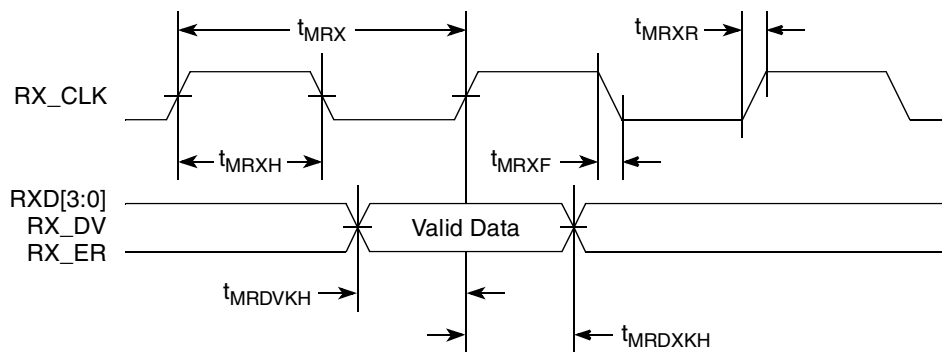 tMRX
tMRXR
RX_CLK
tMRXH
tMRXF
RXD[3:0]
RX_DV
Valid Data
RX_ER
tMRDVKH
tMRDXKH